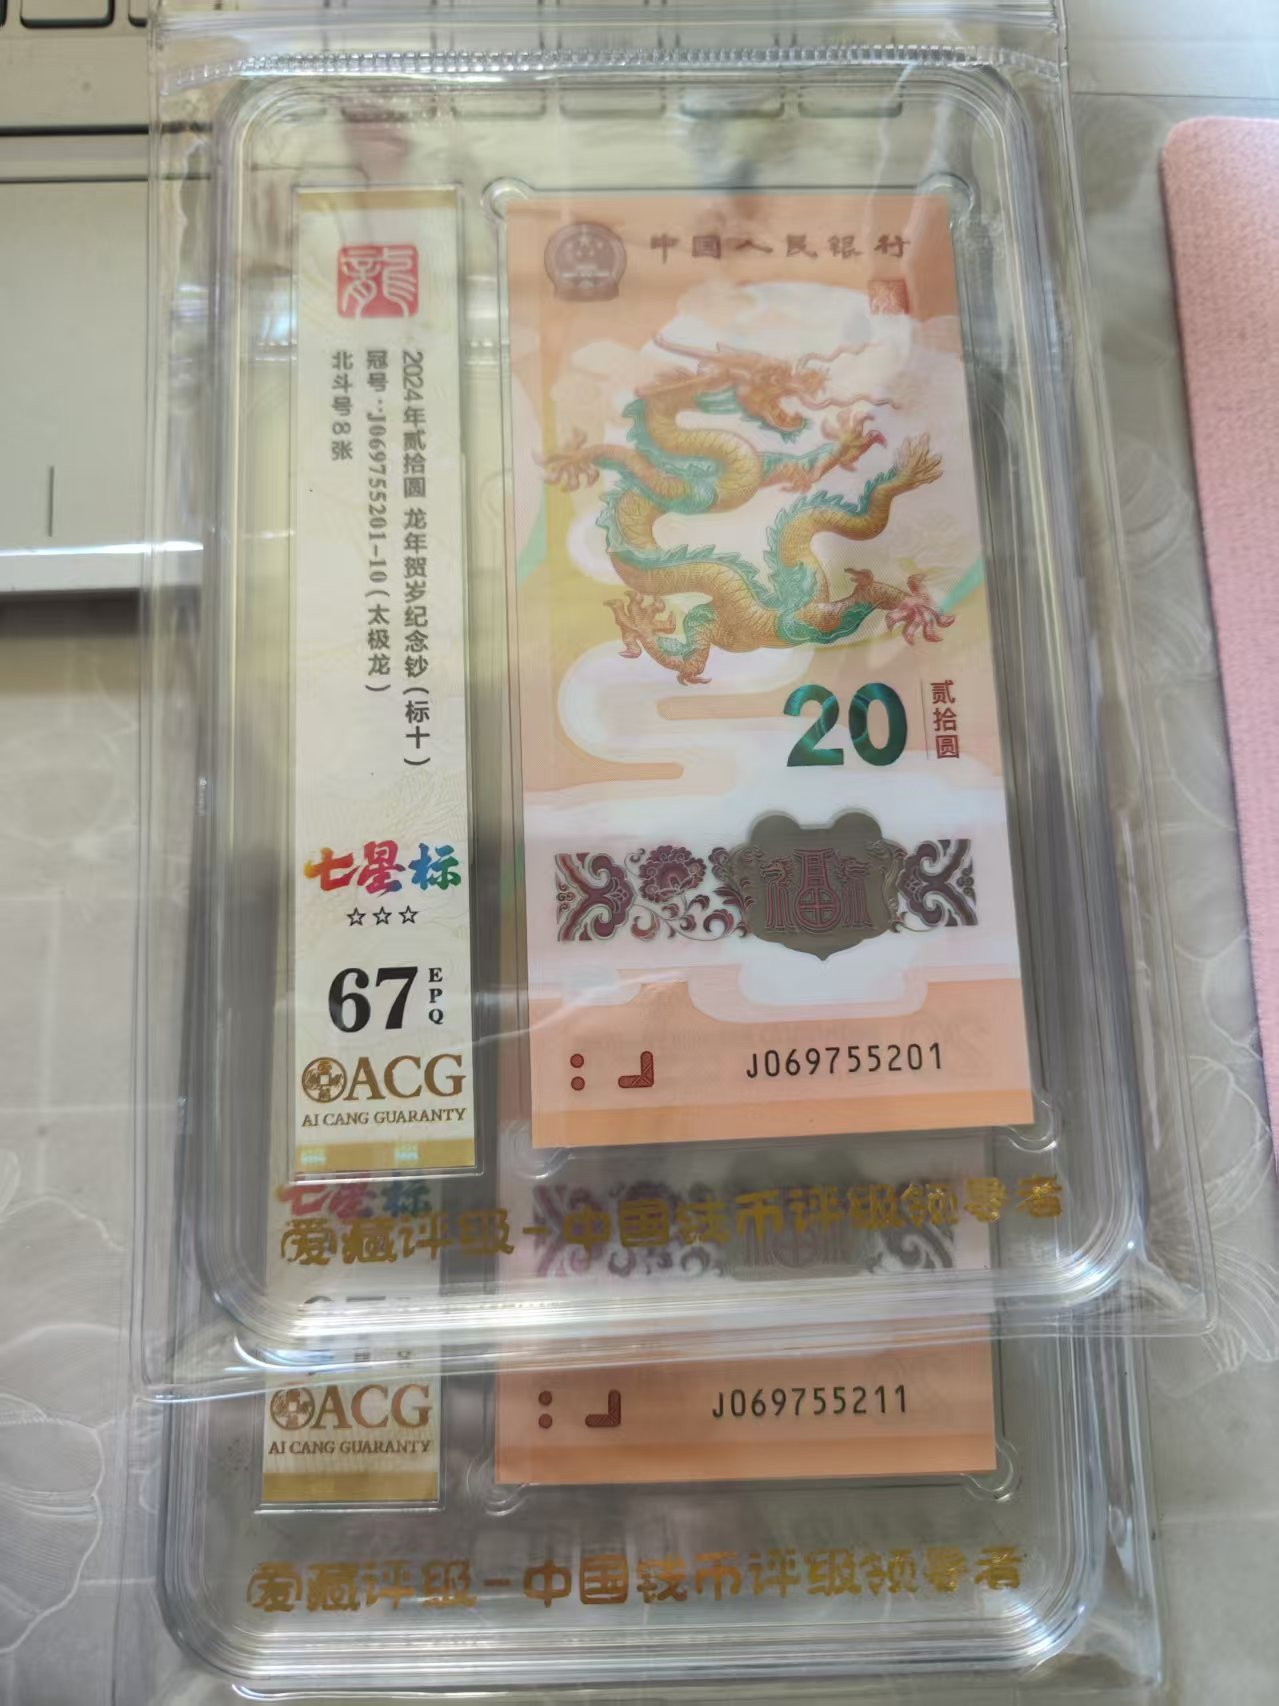 龍
2024年贰拾圆 龙年贺岁纪念钞(标十)
冠号:J069755201-10(太极龙)
北斗号8张
七星标
☆☆☆
67 EPQ
ACG
AI CANG GUARANTY
中国人民银行
20
贰拾圆
J069755201
爱藏评级-中国钱币评级领导者
七星标
ACG
AI CANG GUARANTY
J069755211
爱藏评级-中国钱币评级领导者